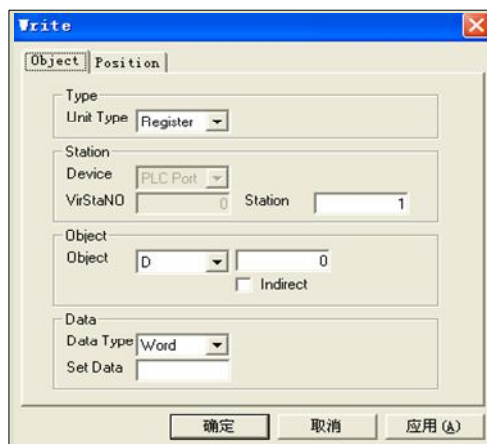 Write
Object Position
Type
Unit Type Register
Station
Device PLC Port
VirStaNO 0 Station 1
Object
Object D 0
Indirect
Data
Data Type Word
Set Data
确定 取消 应用(A)